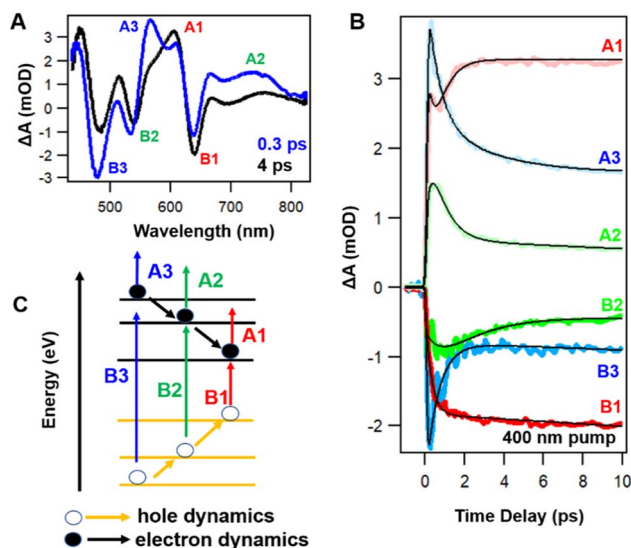 A
A3
A1
A2
B2
B3
B1
0.3 ps
4 ps
3
2
1
0
-1
-2
-3
ΔA (mOD)
500
600
700
800
Wavelength (nm)
B
A1
A3
A2
B2
B3
B1
400 nm pump
3
2
1
0
-1
-2
ΔA (mOD)
0
2
4
6
8
10
Time Delay (ps)
C
Energy (eV)
A3
A2
A1
B3
B2
B1
hole dynamics
electron dynamics